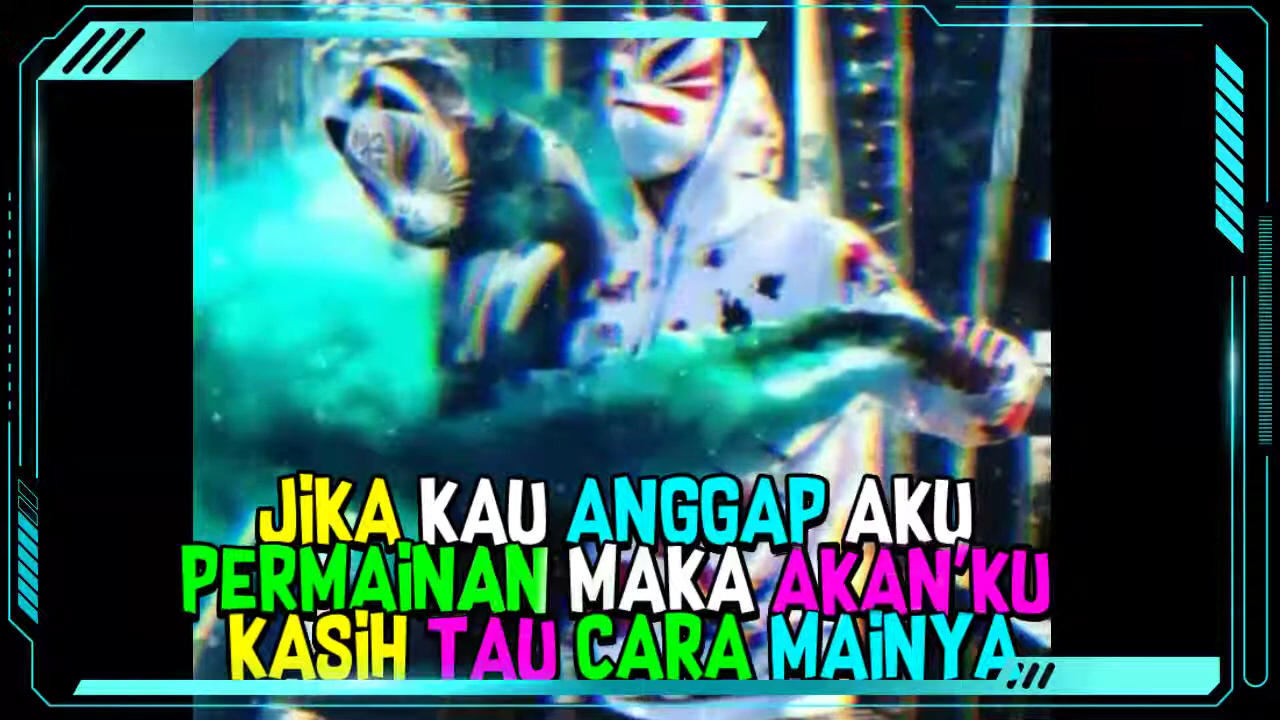 JiKA KAU ANGGAP AKU
PERMAiNAN MAKA AKAN'KU
KASiH TAU CARA MAiNYA